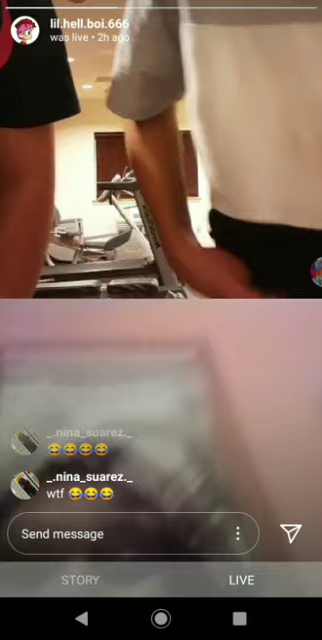 lil.hell.boi.666
was live • 2h ago
_.nina_suarez._
😂😂😂😂
_.nina_suarez._
wtf 😂😂😂
Send message
STORY LIVE